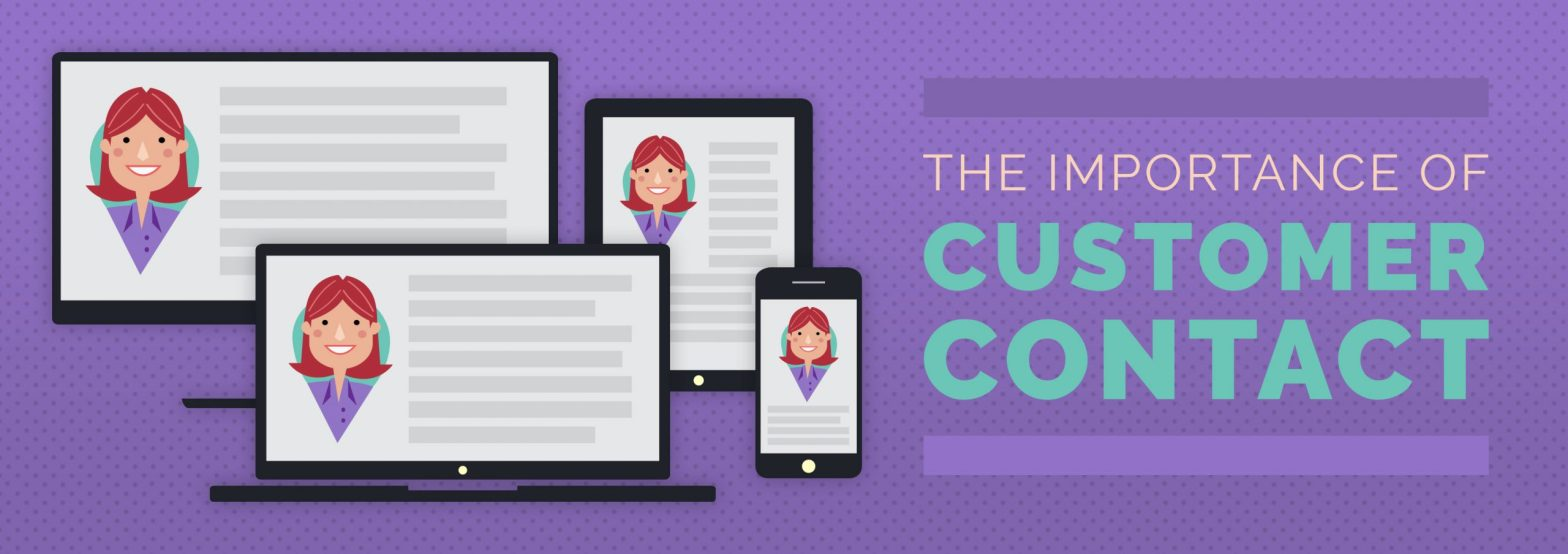 THE IMPORTANCE OF
CUSTOMER
CONTACT